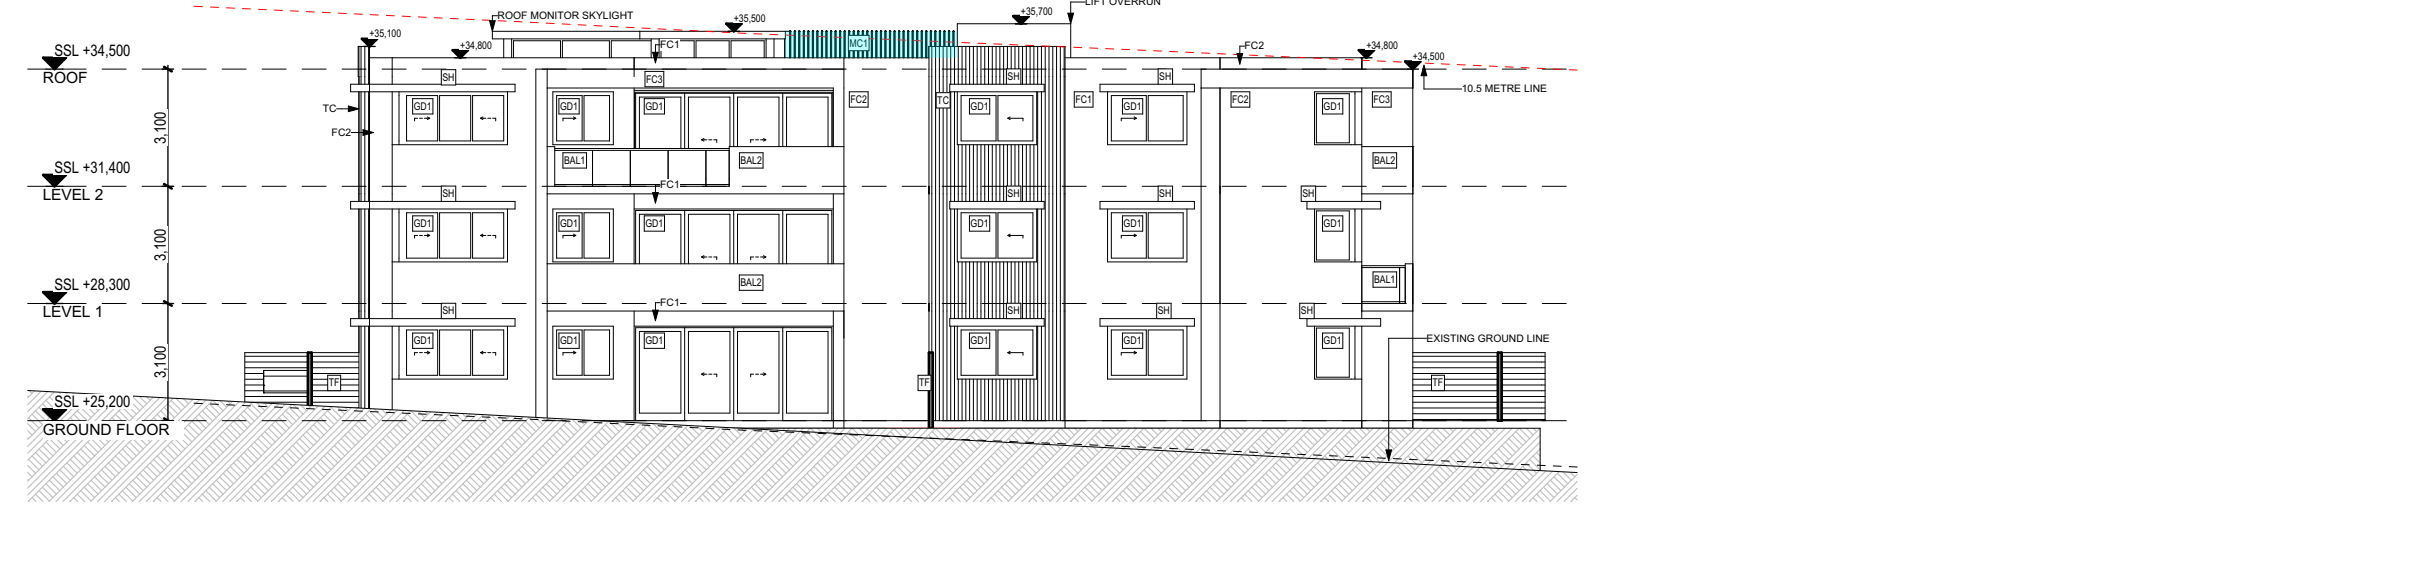 LIFT OVERRUN
ROOF MONITOR SKYLIGHT
+35,500
+35,700
+35,100
+34,800
FC1
MC1
FC2
+34,800
+34,500
SSL +34,500
ROOF
SH
FC3
SH
SH
10.5 METRE LINE
TC
GD1
GD1
GD1
FC2
TC
GD1
FC1
GD1
FC2
GD1
FC3
FC2
3,100
BAL1
BAL2
BAL2
SSL +31,400
LEVEL 2
FC1
SH
SH
SH
SH
GD1
GD1
GD1
GD1
GD1
GD1
3,100
BAL2
BAL1
SSL +28,300
LEVEL 1
FC1
SH
SH
SH
SH
GD1
GD1
GD1
GD1
GD1
GD1
EXISTING GROUND LINE
3,100
TF
TF
TF
SSL +25,200
GROUND FLOOR